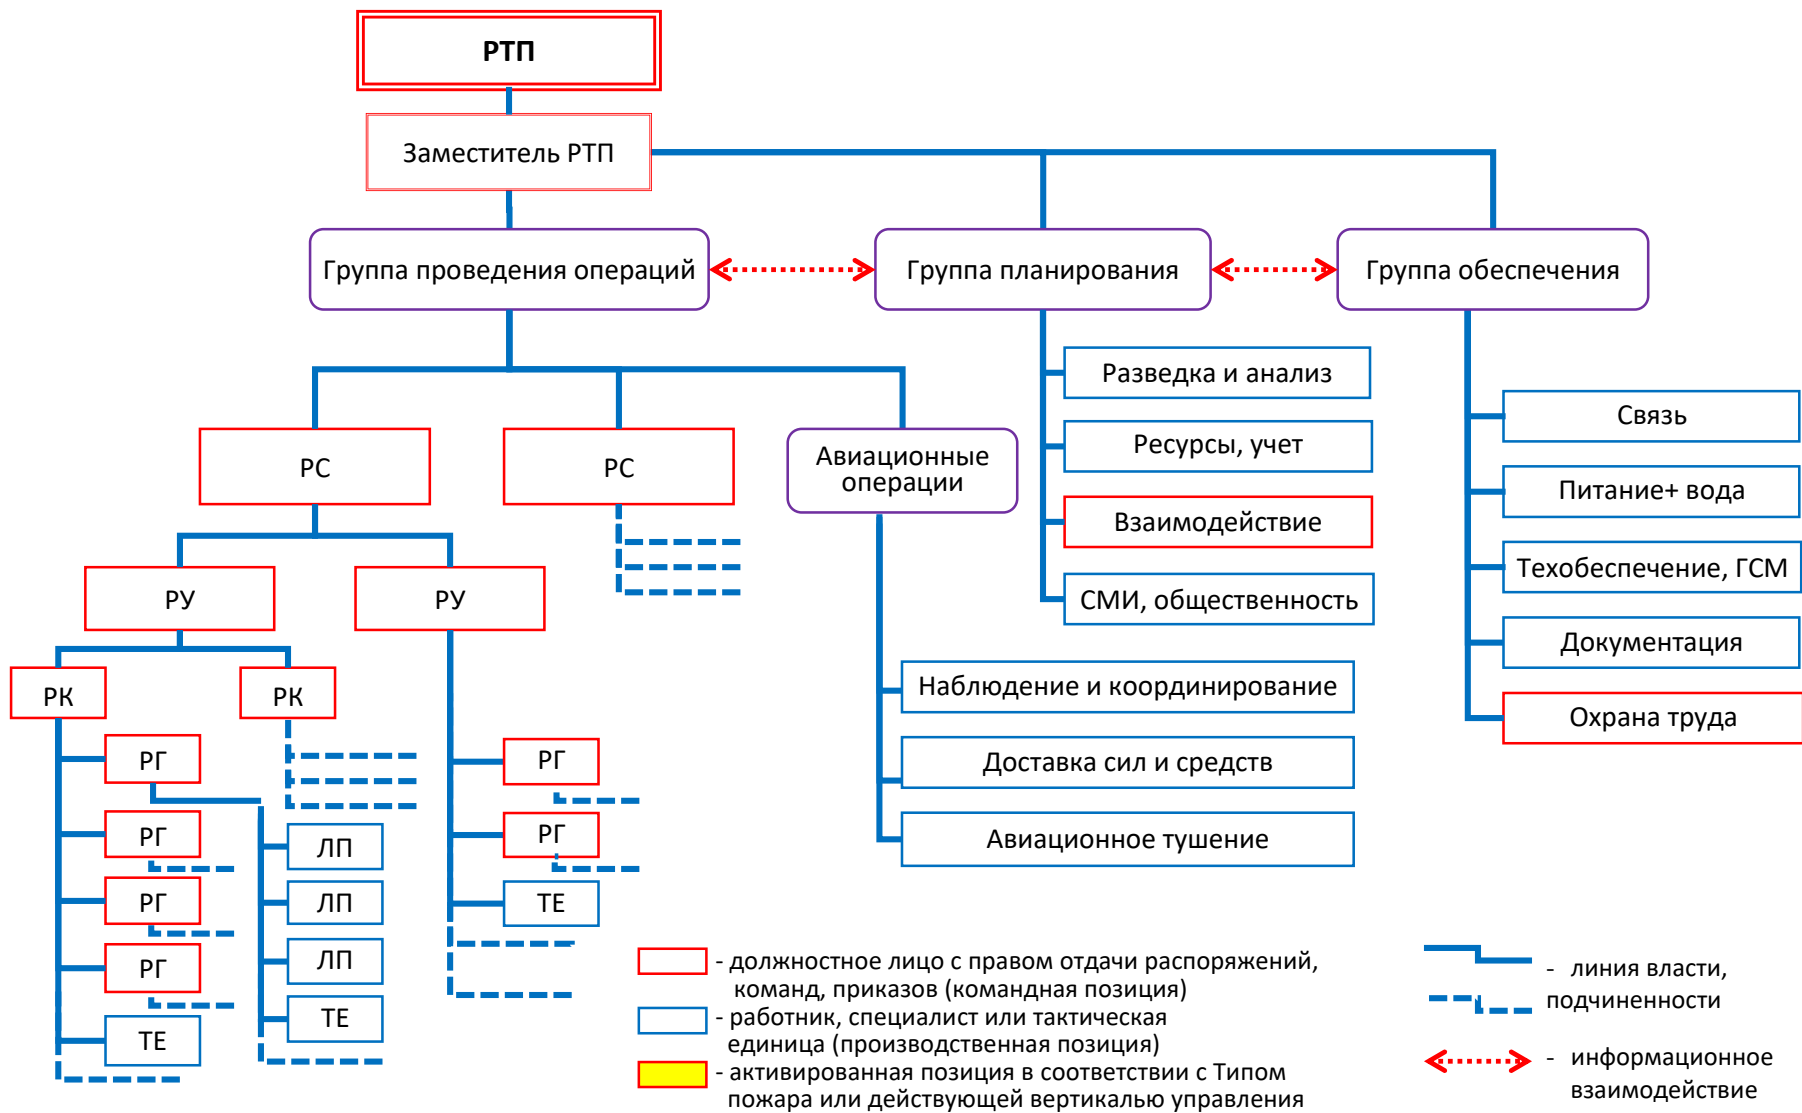 РТП
Заместитель РТП
Группа проведения операций
Группа планирования
Группа обеспечения
Разведка и анализ
Ресурсы, учет
Взаимодействие
СМИ, общественность
Связь
Питание+ вода
Техобеспечение, ГСМ
Документация
Охрана труда
РС
РС
Авиационные
операции
Наблюдение и координирование
Доставка сил и средств
Авиационное тушение
РУ
РУ
РК
РК
РГ
РГ
РГ
РГ
ТЕ
ЛП
ЛП
ЛП
ТЕ
РГ
РГ
ТЕ
- должностное лицо с правом отдачи распоряжений,
команд, приказов (командная позиция)
- работник, специалист или тактическая
единица (производственная позиция)
- активированная позиция в соответствии с Типом
пожара или действующей вертикалью управления
- линия власти,
подчиненности
- информационное
взаимодействие